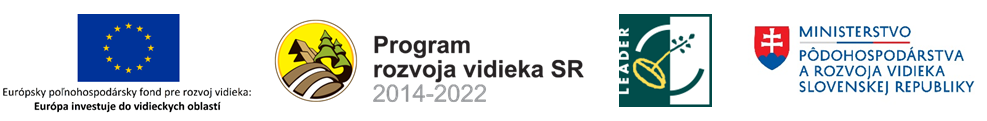 Európsky poľnohospodársky fond pre rozvoj vidieka:
Európa investuje do vidieckych oblastí
Program
rozvoja vidieka SR
2014-2022
LEADER
MINISTERSTVO
PÔDOHOSPODÁRSTVA
A ROZVOJA VIDIEKA
SLOVENSKEJ REPUBLIKY